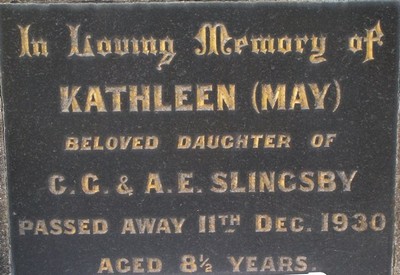 In Loving Memory of
KATHLEEN (MAY)
BELOVED DAUGHTER OF
C. C. & A. E. SLINGSBY
PASSED AWAY 11TH DEC. 1930
AGED 8½ YEARS.